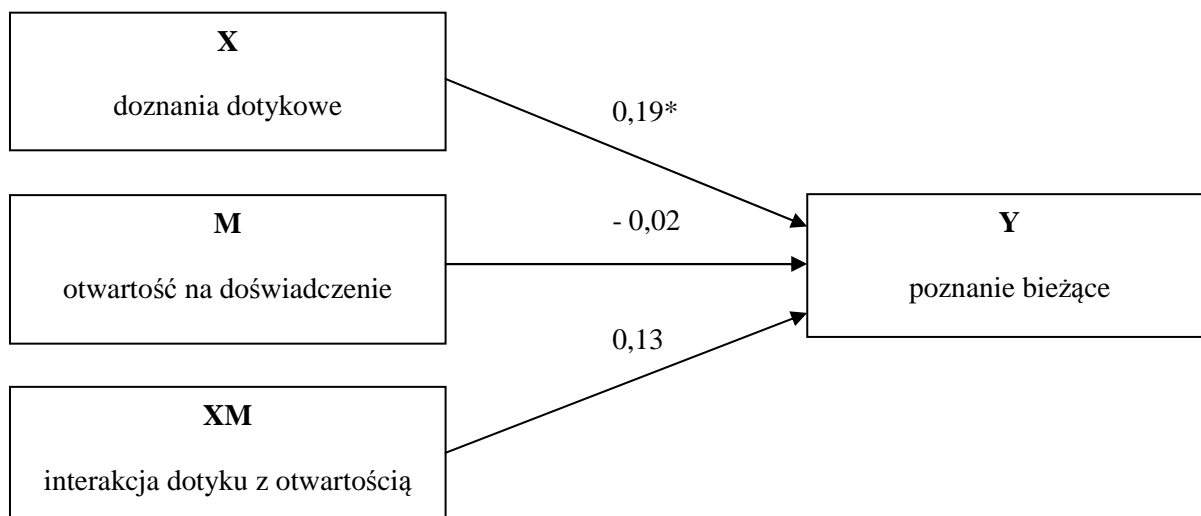 X
doznania dotykowe
0,19*
M
otwartość na doświadczenie
- 0,02
Y
poznanie bieżące
0,13
XM
interakcja dotyku z otwartością